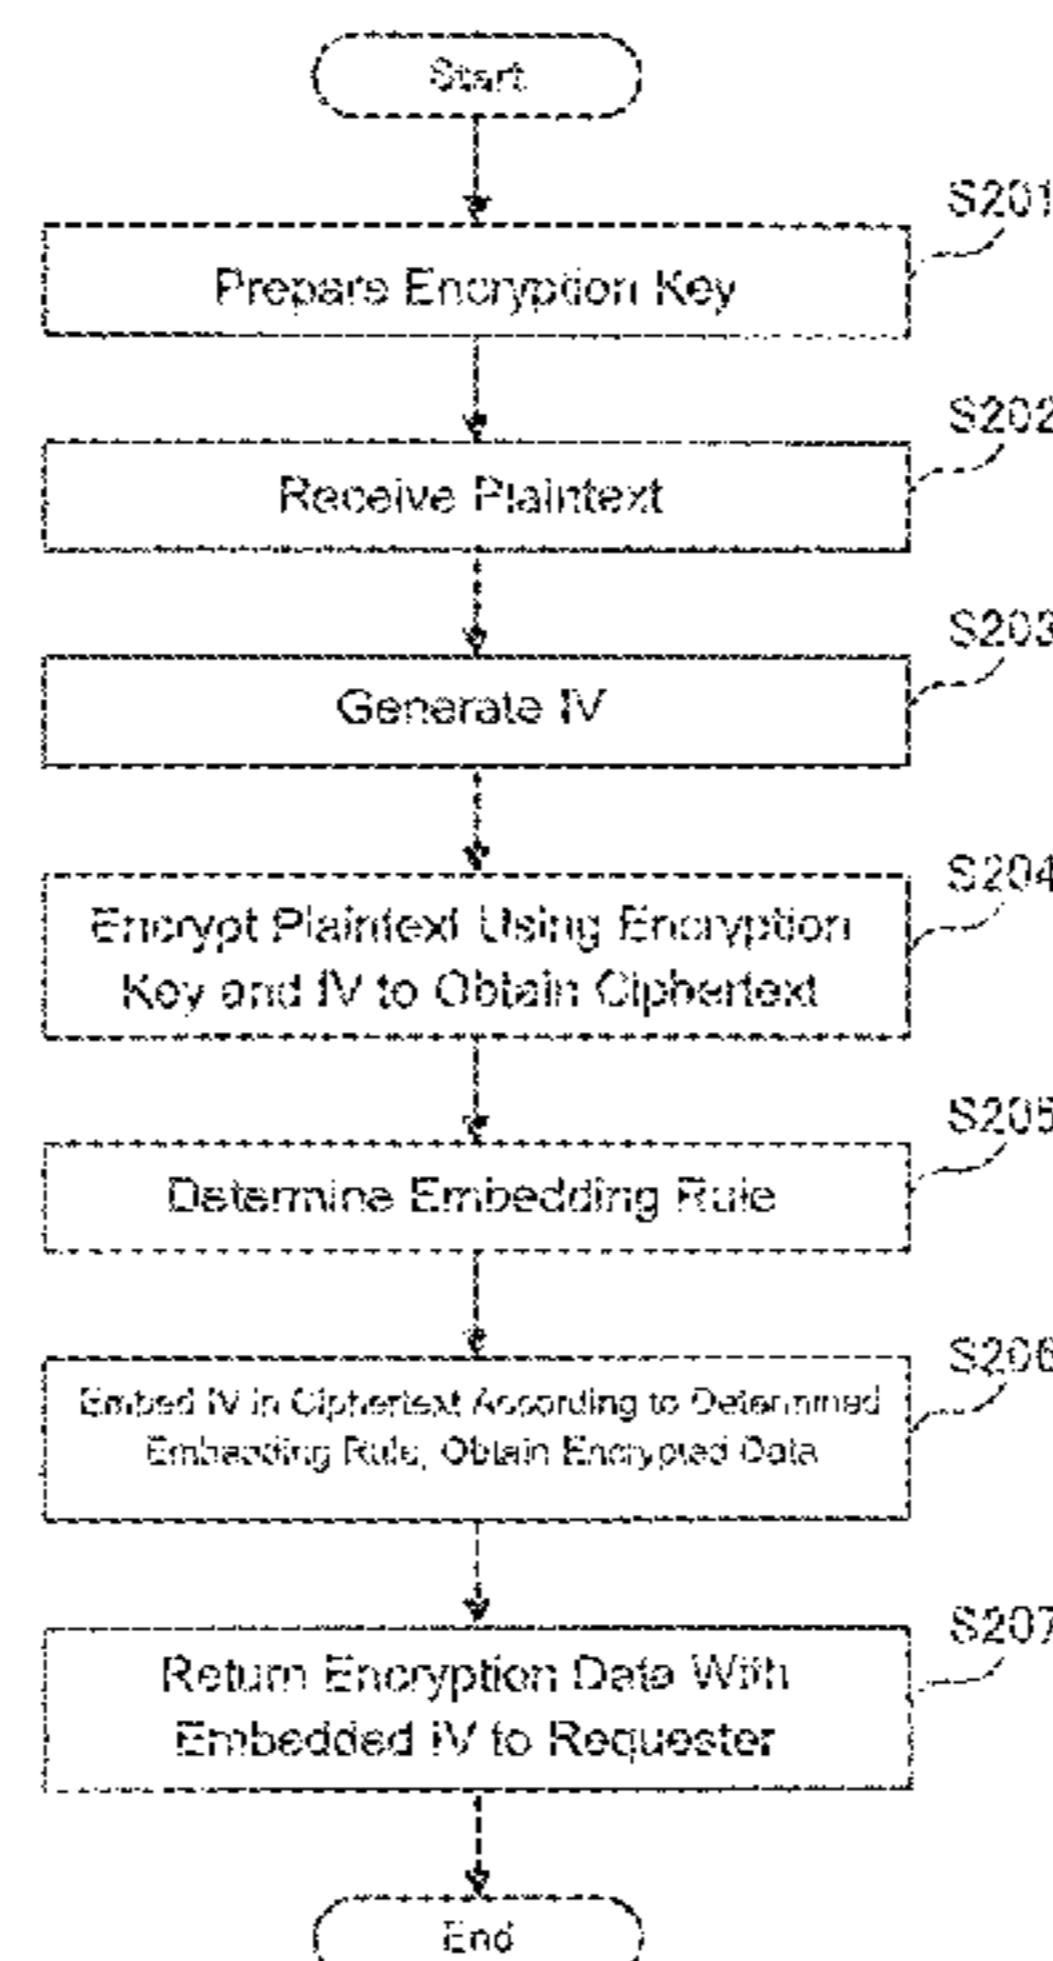 Start
S201
Prepare Encryption Key
S202
Receive Plaintext
S203
Generate IV
S204
Encrypt Plaintext Using Encryption
Key and IV to Obtain Ciphertext
S205
Determine Embedding Rule
S206
Embed IV in Ciphertext According to Determined
Embedding Rule, Obtain Encrypted Data
S207
Return Encryption Data With
Embedded IV to Requester
End